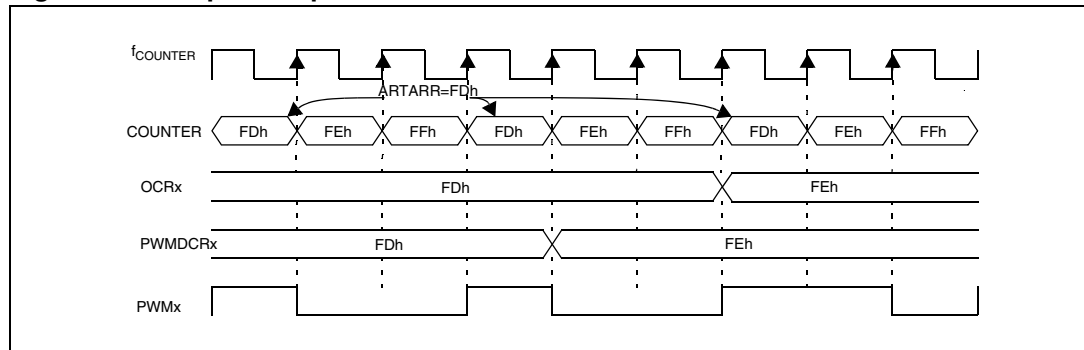 fCOUNTER
ARTARR=FDh
COUNTER FDh FEh FFh FDh FEh FFh FDh FEh FFh
OCRx FDh FEh
PWMDCRx FDh FEh
PWMx